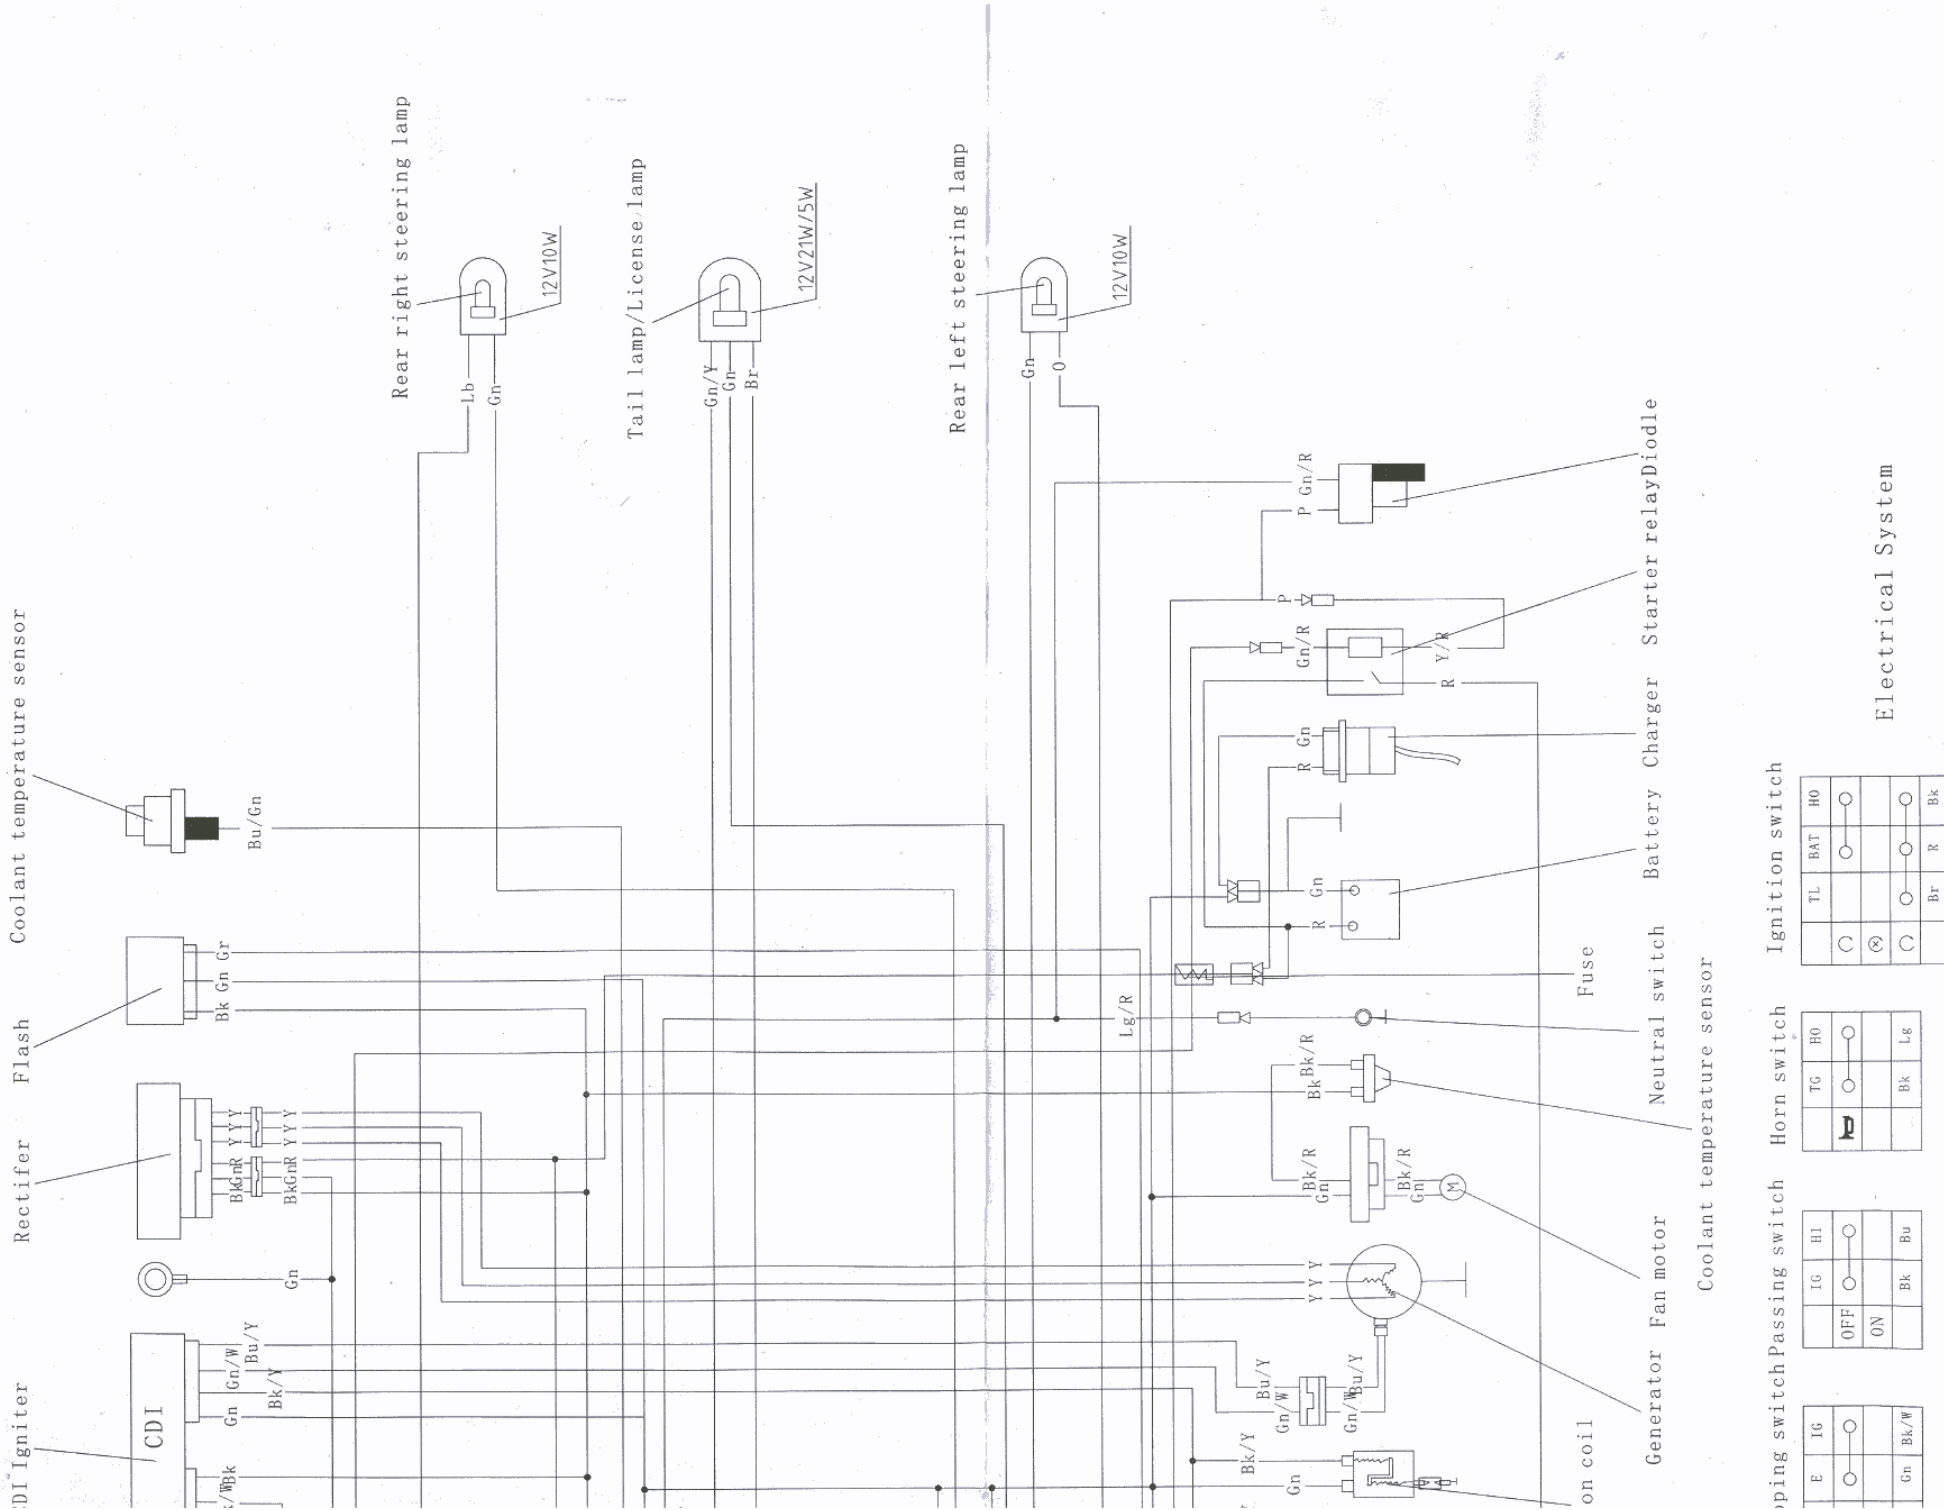 Rear right steering lamp
12V10W
Lb
Gn
Tail lamp/License lamp
12V21W/5W
Gn/Y
Gn
Br
Rear left steering lamp
12V10W
Gn
O
Coolant temperature sensor
Bu/Gn
Flash
Gr
Gn
Bk
Rectifer
Y
Y
Y
R
Gn
Bk
Y
Y
Y
R
Gn
Bk
Gn
CDI Igniter
CDI
Bu/Y
Gn/W
Bk/Y
Gn
Bk
Diodle
Gn/R
P
Starter relay
P
Gn/R
Y/R
R
Charger
Gn
R
Battery
Gn
R
Fuse
Neutral switch
Lg/R
Coolant temperature sensor
Bk/R
Bk
Fan motor
Bk/R
Gn
Bk/R
Gn
M
Generator
Y
Y
Y
Bu/Y
Gn/W
Bu/Y
Gn/W
on coil
Bk/Y
Gn
Electrical System
Ignition switch
TL BAT HO
Br R Bk
Horn switch
TG HO
Bk Lg
Passing switch
IG HI
OFF
ON
Bk Bu
pping switch
E IG
Gn Bk/W